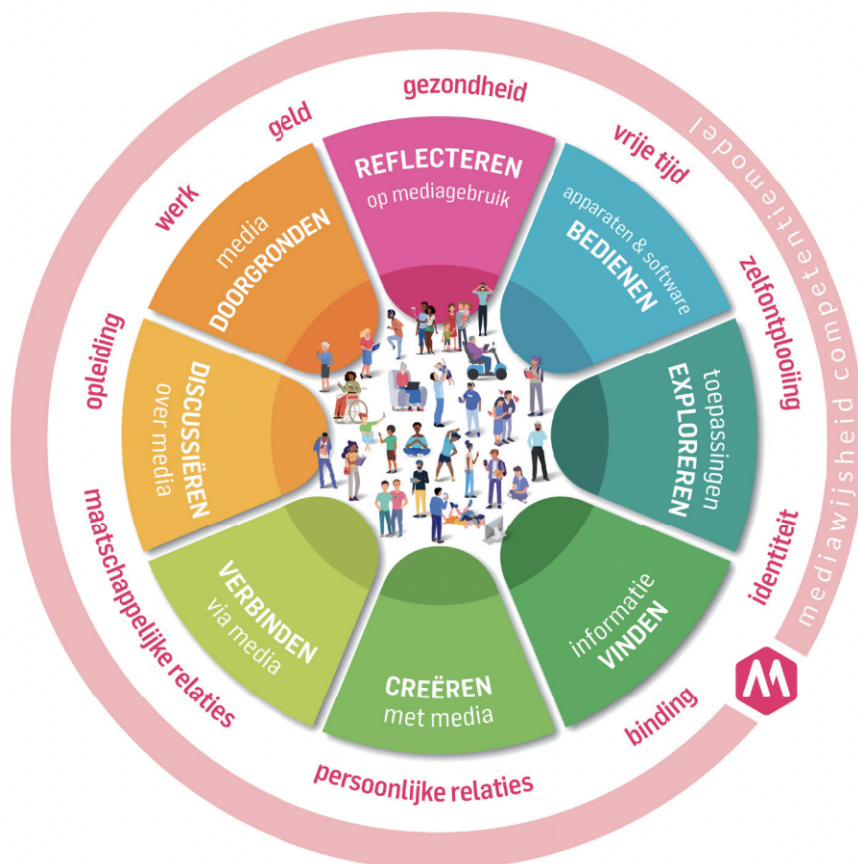 gezondheid
vrije tijd
zelfontplooiing
identiteit
binding
persoonlijke relaties
maatschappelijke relaties
opleiding
werk
geld
mediawijsheid competentiemodel
REFLECTEREN
op mediagebruik
apparaten & software
BEDIENEN
toepassingen
EXPLOREREN
informatie
VINDEN
CREËREN
met media
VERBINDEN
via media
DISCUSSIËREN
over media
media
DOORGRONDEN